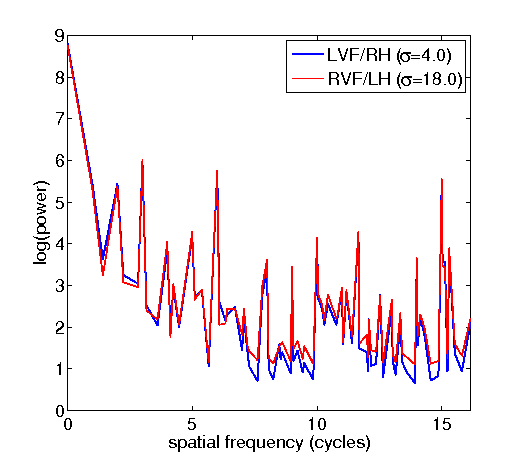 9
8
7
6
5
4
3
2
1
0
log(power)
LVF/RH (σ=4.0)
RVF/LH (σ=18.0)
0 5 10 15
spatial frequency (cycles)